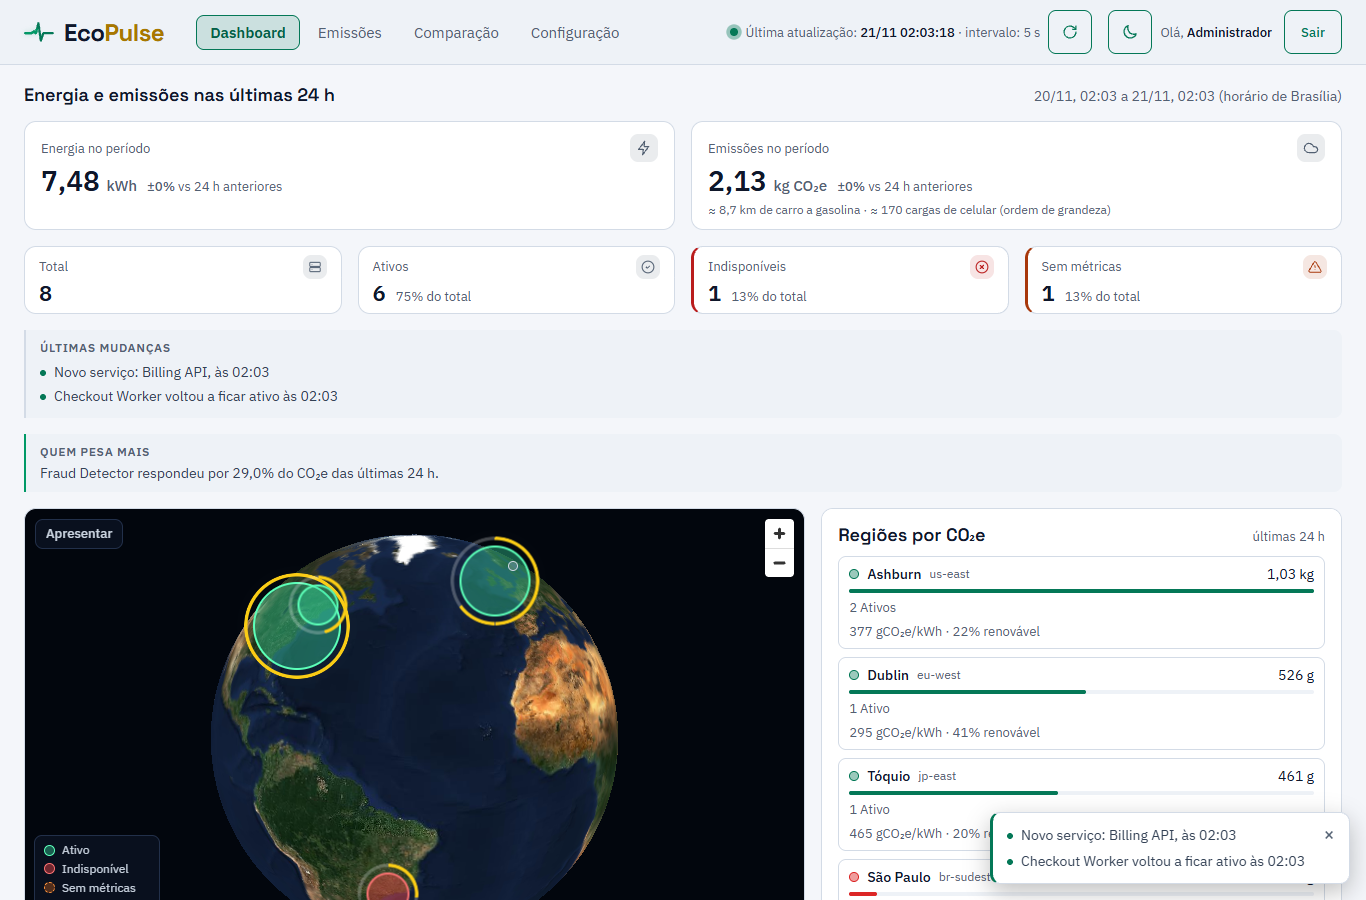 EcoPulse
Dashboard
Emissões
Comparação
Configuração
Última atualização: 21/11 02:03:18 · intervalo: 5 s
Olá, Administrador
Sair
Energia e emissões nas últimas 24 h
20/11, 02:03 a 21/11, 02:03 (horário de Brasília)
Energia no período
7,48 kWh ±0% vs 24 h anteriores
Emissões no período
2,13 kg CO₂e ±0% vs 24 h anteriores
≈ 8,7 km de carro a gasolina · ≈ 170 cargas de celular (ordem de grandeza)
Total
8
Ativos
6 75% do total
Indisponíveis
1 13% do total
Sem métricas
1 13% do total
ÚLTIMAS MUDANÇAS
Novo serviço: Billing API, às 02:03
Checkout Worker voltou a ficar ativo às 02:03
QUEM PESA MAIS
Fraud Detector respondeu por 29,0% do CO₂e das últimas 24 h.
Apresentar
Ativo
Indisponível
Sem métricas
Regiões por CO₂e
últimas 24 h
Ashburn us-east 1,03 kg
2 Ativos
377 gCO₂e/kWh · 22% renovável
Dublin eu-west 526 g
1 Ativo
295 gCO₂e/kWh · 41% renovável
Tóquio jp-east 461 g
1 Ativo
465 gCO₂e/kWh · 20%
São Paulo
Novo serviço: Billing API, às 02:03
Checkout Worker voltou a ficar ativo às 02:03